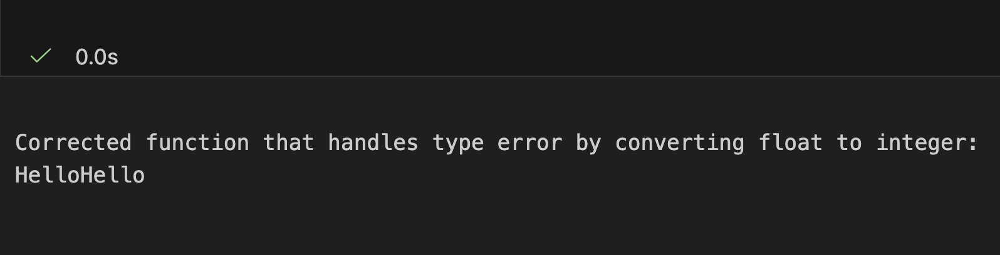 0.0s
Corrected function that handles type error by converting float to integer:
HelloHello